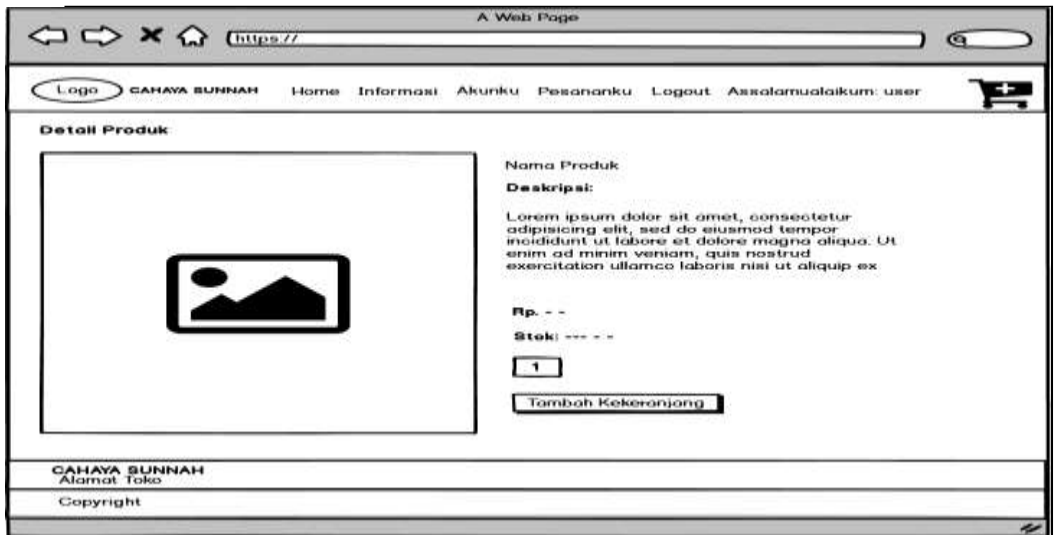 A Web Page
https://
Logo CAHAYA SUNNAH Home Informasi Akunku Pesananku Logout Assalamualaikum: user
Detail Produk
Nama Produk
Deskripsi:
Lorem ipsum dolor sit amet, consectetur
adipisicing elit, sed do eiusmod tempor
incididunt ut labore et dolore magna aliqua. Ut
enim ad minim veniam, quis nostrud
exercitation ullamco laboris nisi ut aliquip ex
Rp. - -
Stok: --- - -
1
Tambah Kekeranjang
CAHAYA SUNNAH
Alamat Toko
Copyright